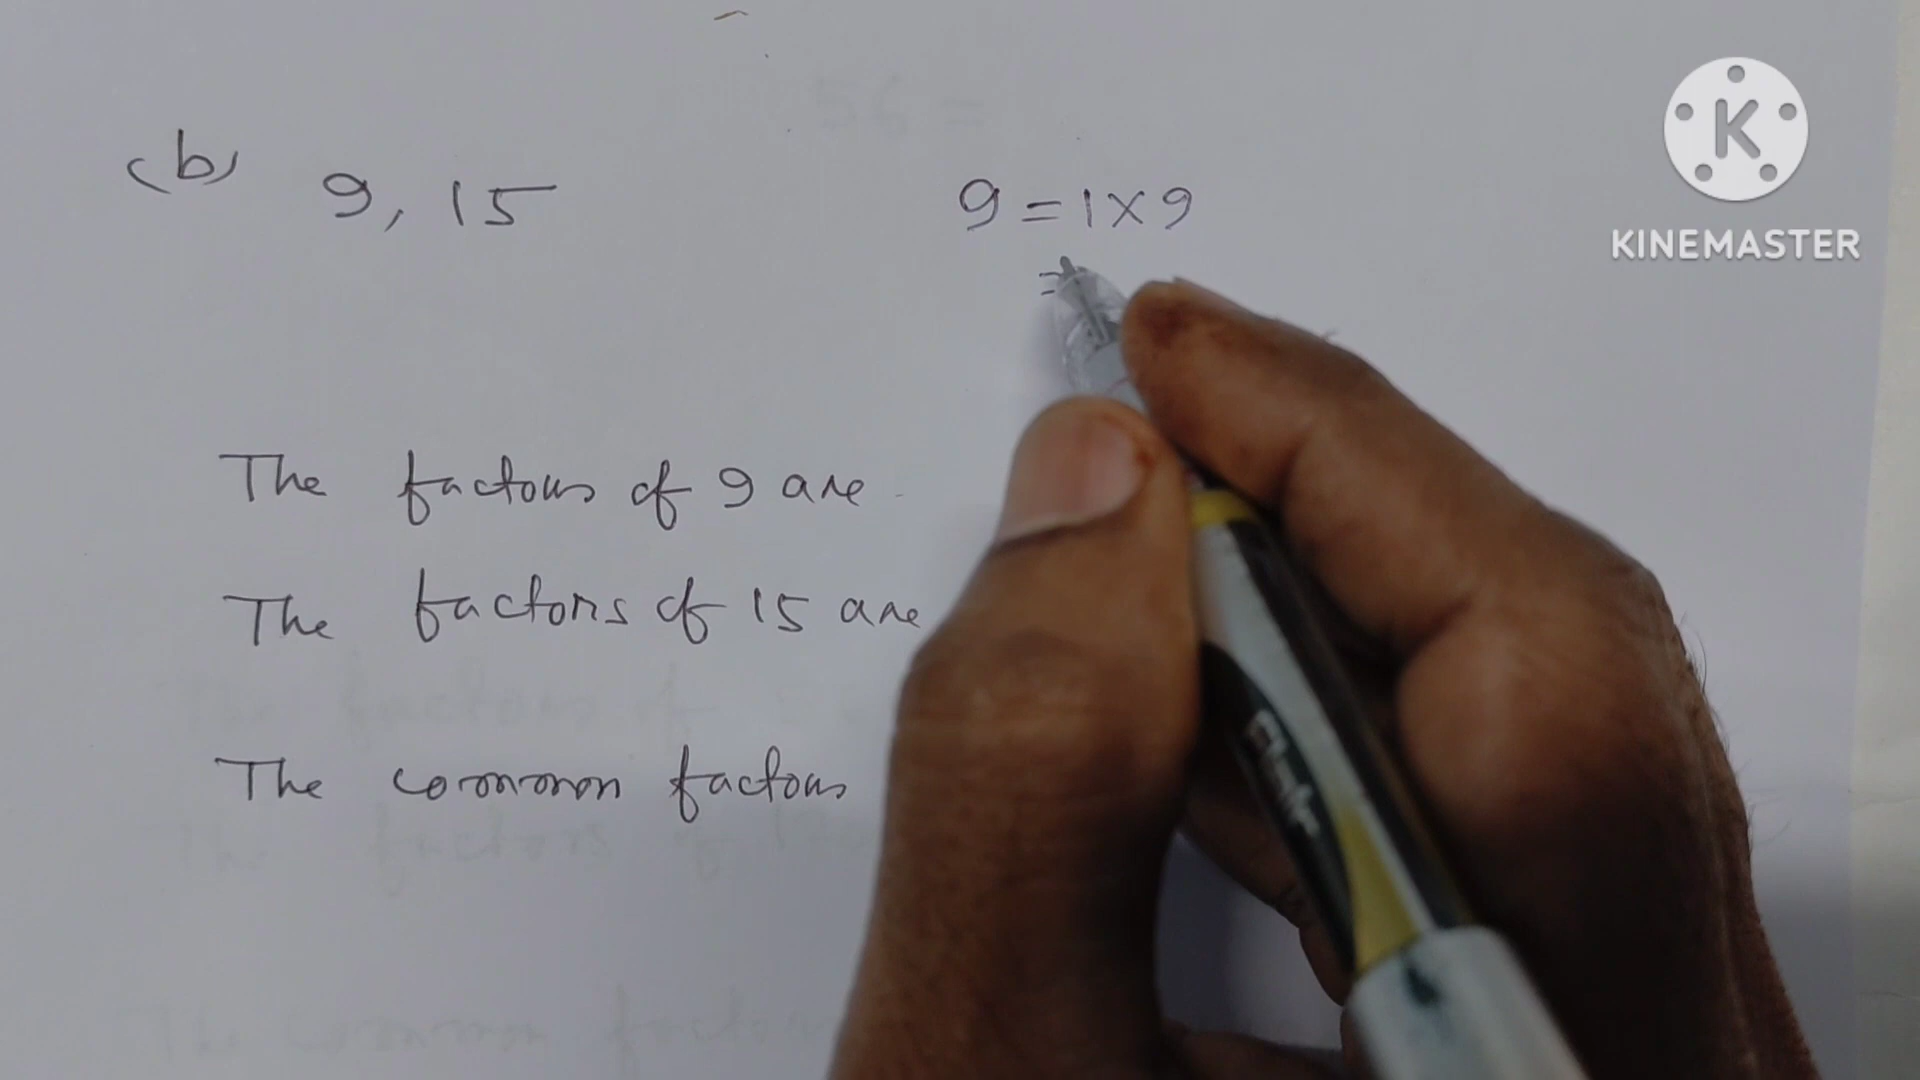 (b) 9, 15
9 = 1 × 9
=
The factors of 9 are
The factors of 15 are
The common factors
K
KINEMASTER